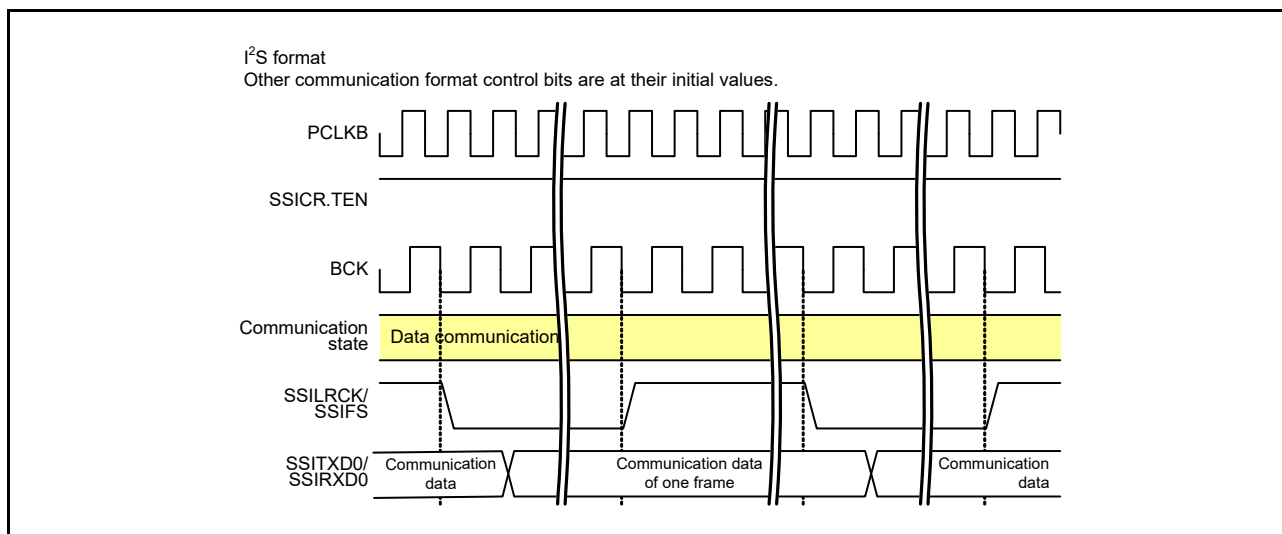 I²S format
Other communication format control bits are at their initial values.
PCLKB
SSICR.TEN
BCK
Communication
state
Data communication
SSILRCK/
SSIFS
SSITXD0/
SSIRXD0
Communication
data
Communication data
of one frame
Communication
data